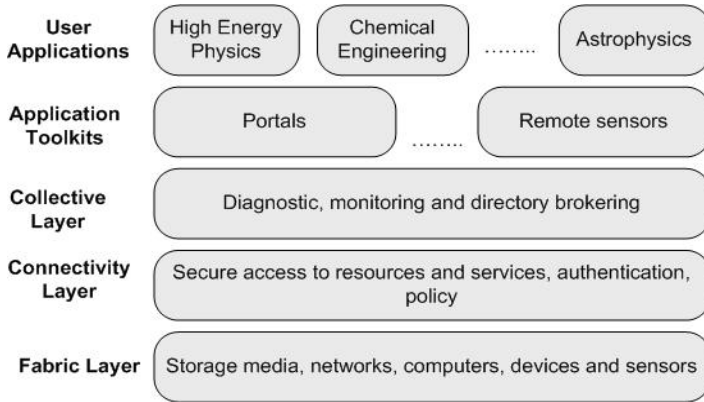 User
Applications
High Energy
Physics
Chemical
Engineering
........
Astrophysics
Application
Toolkits
Portals
........
Remote sensors
Collective
Layer
Diagnostic, monitoring and directory brokering
Connectivity
Layer
Secure access to resources and services, authentication,
policy
Fabric Layer
Storage media, networks, computers, devices and sensors